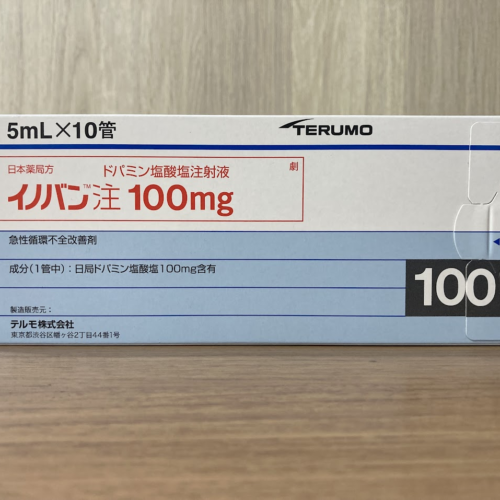 5mL×10管
TERUMO
日本薬局方 ドパミン塩酸塩注射液 劇
イノバン™注 100mg
急性循環不全改善剤
成分(1管中):日局ドパミン塩酸塩100mg含有
100
製造販売元:
テルモ株式会社
東京都渋谷区幡ヶ谷2丁目44番1号